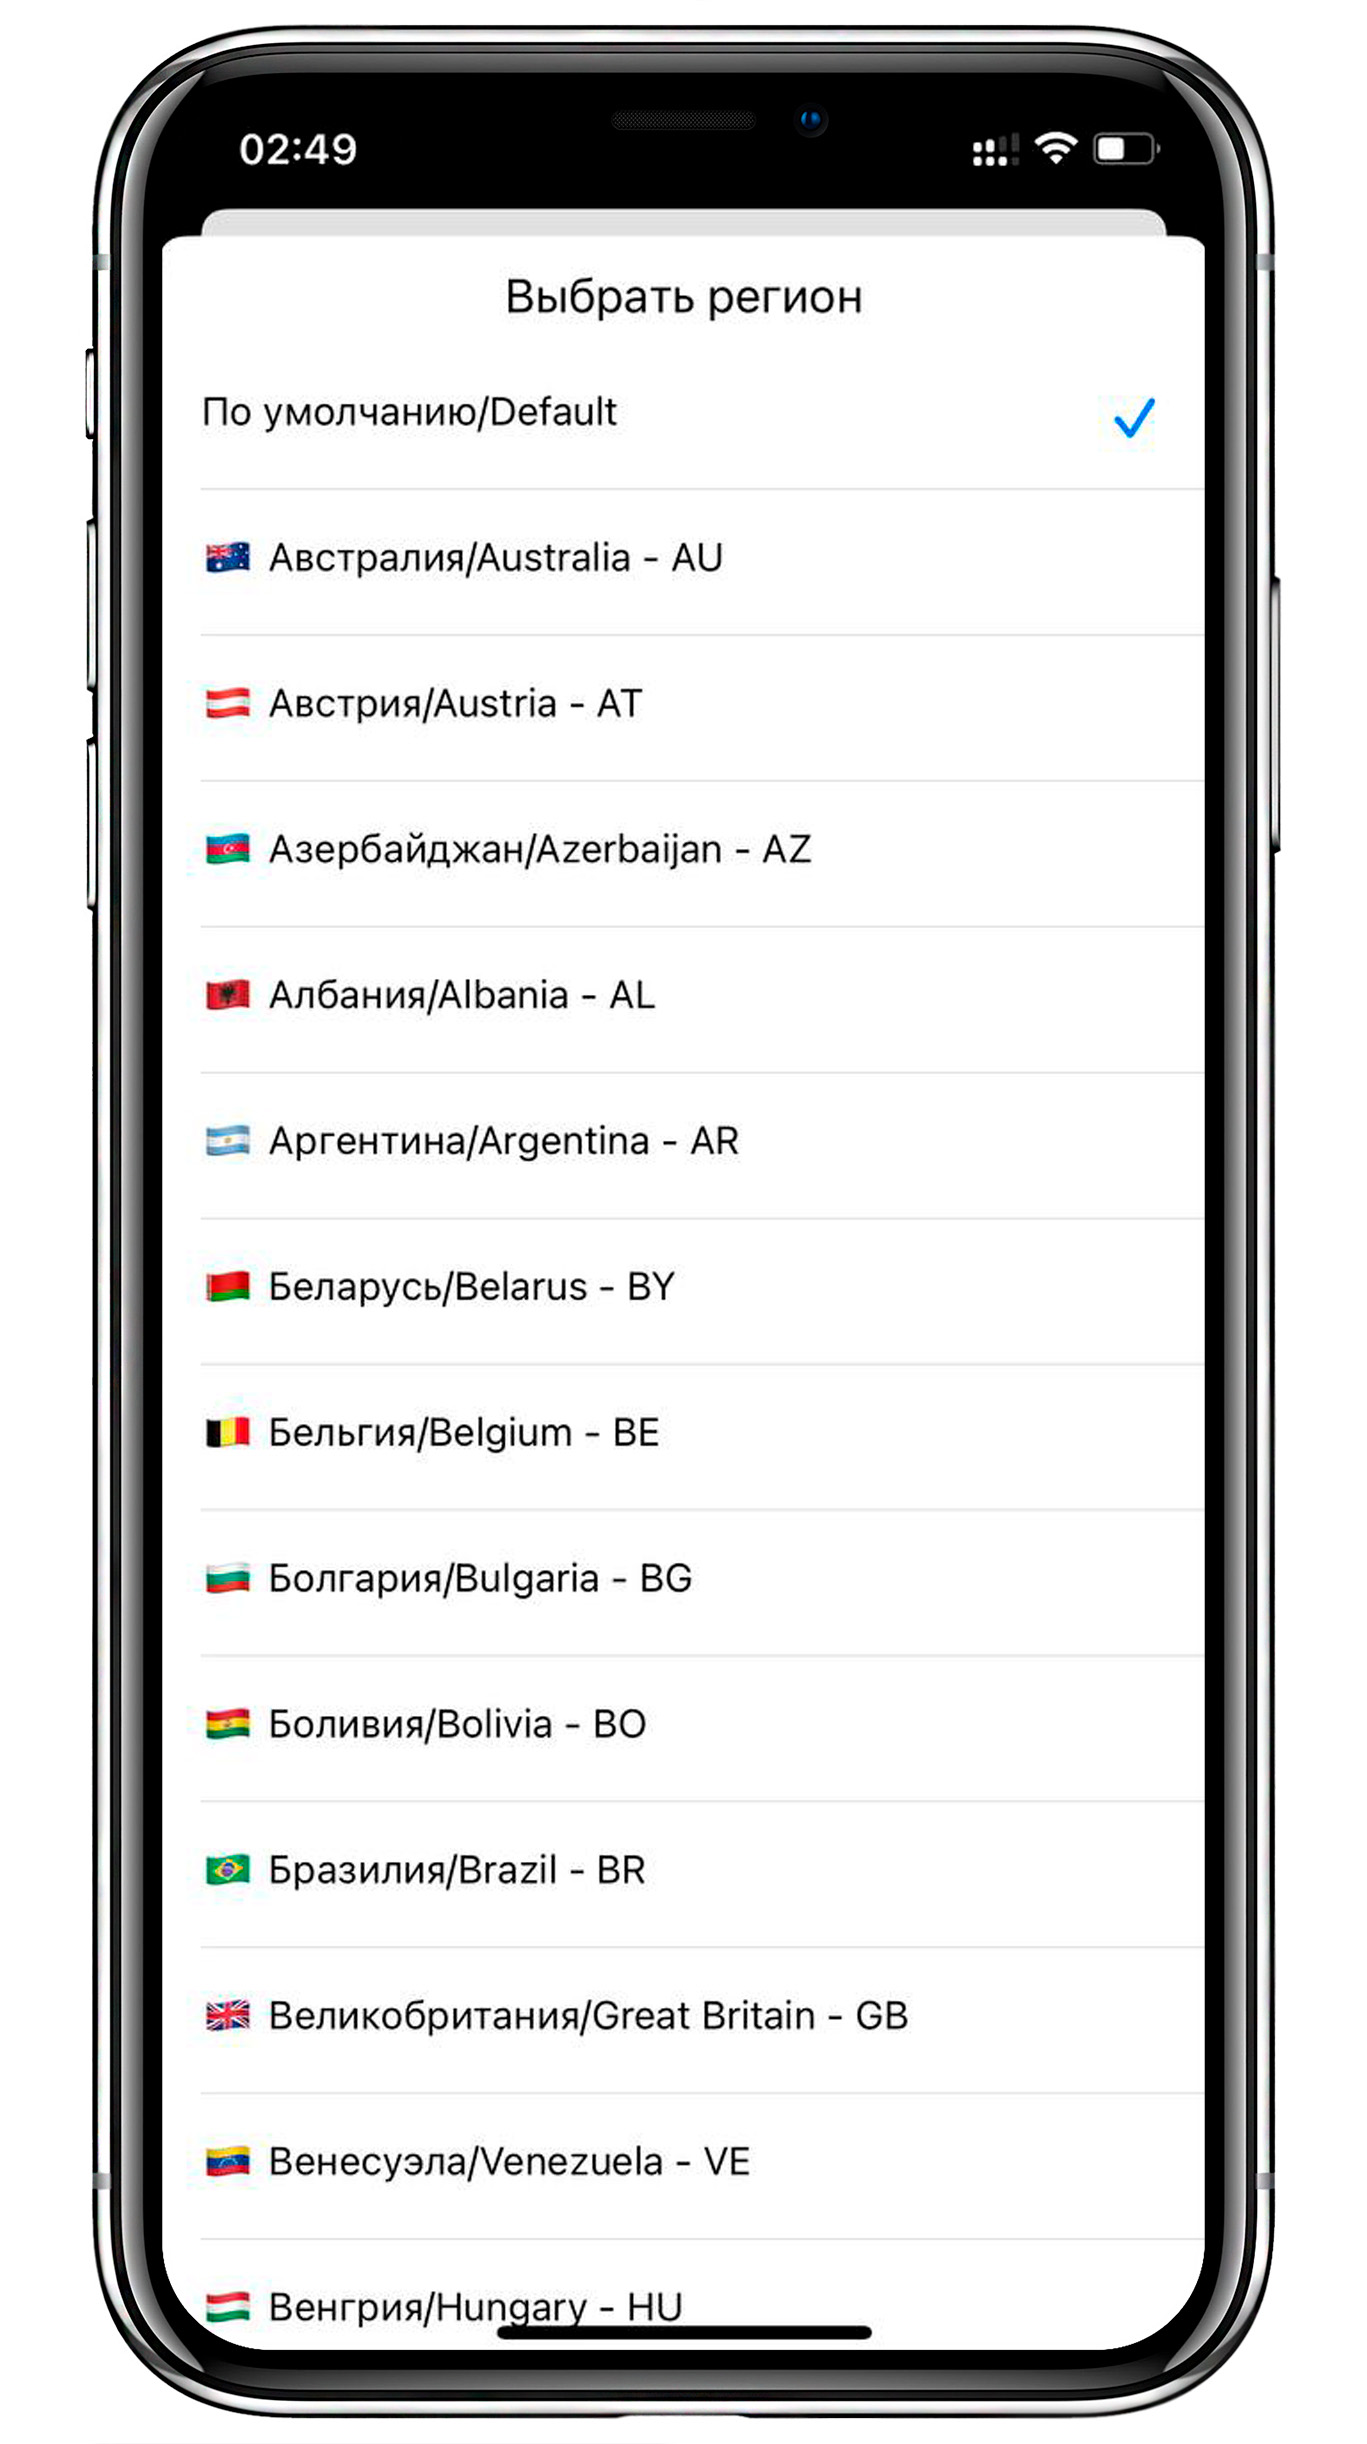 02:49
Выбрать регион
По умолчанию/Default
Австралия/Australia - AU
Австрия/Austria - AT
Азербайджан/Azerbaijan - AZ
Албания/Albania - AL
Аргентина/Argentina - AR
Беларусь/Belarus - BY
Бельгия/Belgium - BE
Болгария/Bulgaria - BG
Боливия/Bolivia - BO
Бразилия/Brazil - BR
Великобритания/Great Britain - GB
Венесуэла/Venezuela - VE
Венгрия/Hungary - HU